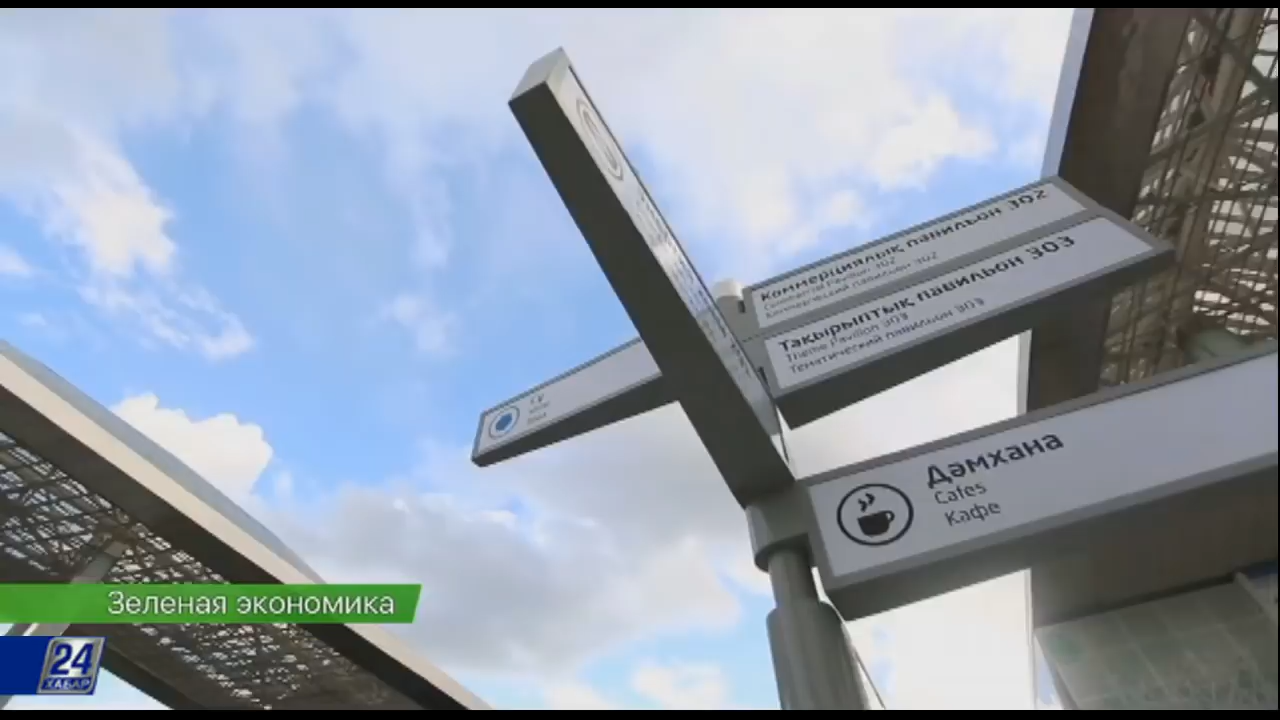 Коммерциялық павильон 302
Commercial Pavilion 302
Коммерческий павильон 302
Тақырыптық павильон 303
Theme Pavilion 303
Тематический павильон 303
Дәмхана
Cafes
Кафе
Зеленая экономика
24
ХАБАР